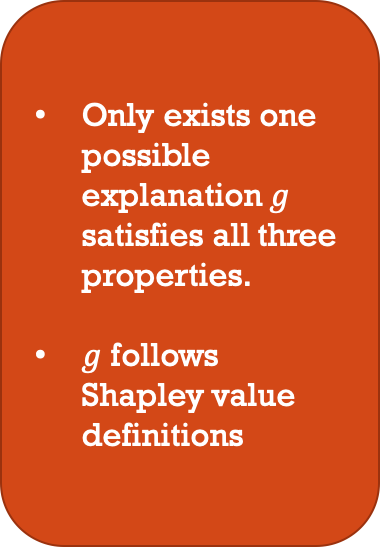 • Only exists one
possible
explanation g
satisfies all three
properties.
• g follows
Shapley value
definitions